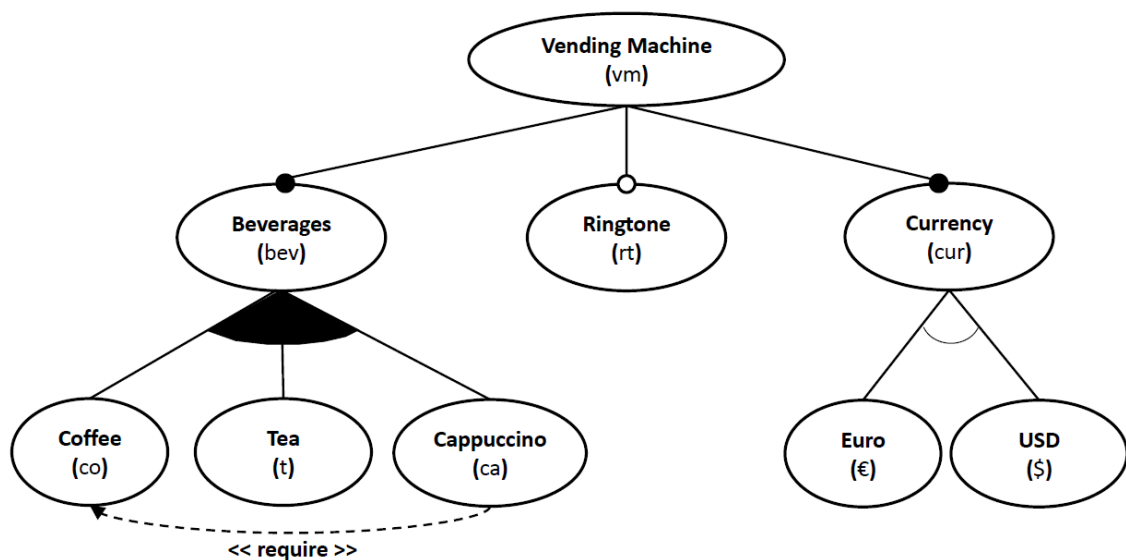 Vending Machine
(vm)
Beverages
(bev)
Ringtone
(rt)
Currency
(cur)
Coffee
(co)
Tea
(t)
Cappuccino
(ca)
Euro
(€)
USD
($)
<< require >>